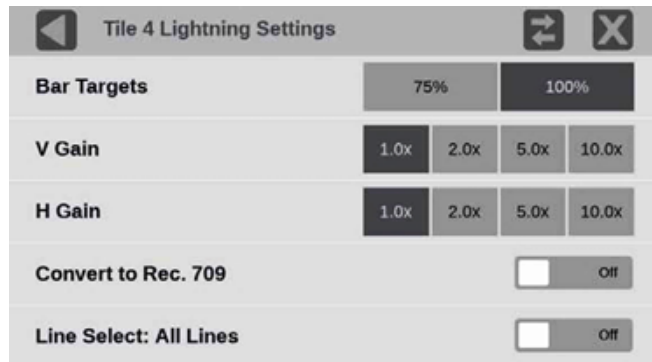 Tile 4 Lightning Settings
Bar Targets 75% 100%
V Gain 1.0x 2.0x 5.0x 10.0x
H Gain 1.0x 2.0x 5.0x 10.0x
Convert to Rec. 709 Off
Line Select: All Lines Off